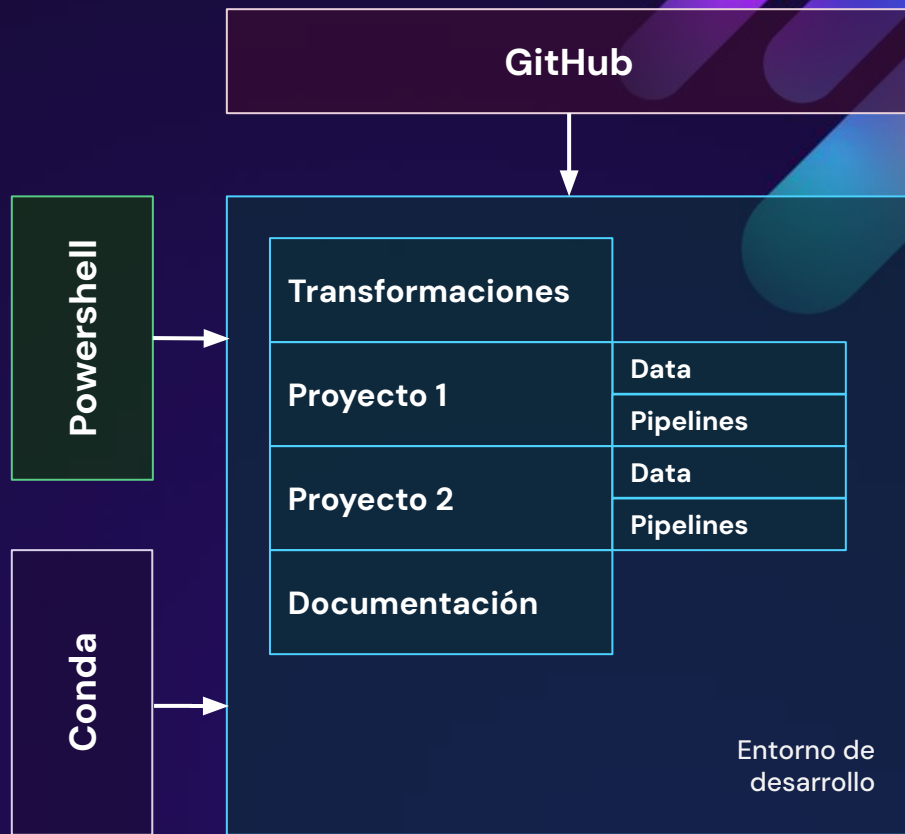 GitHub
Powershell
Transformaciones
Proyecto 1
Data
Pipelines
Proyecto 2
Data
Pipelines
Documentación
Conda
Entorno de
desarrollo